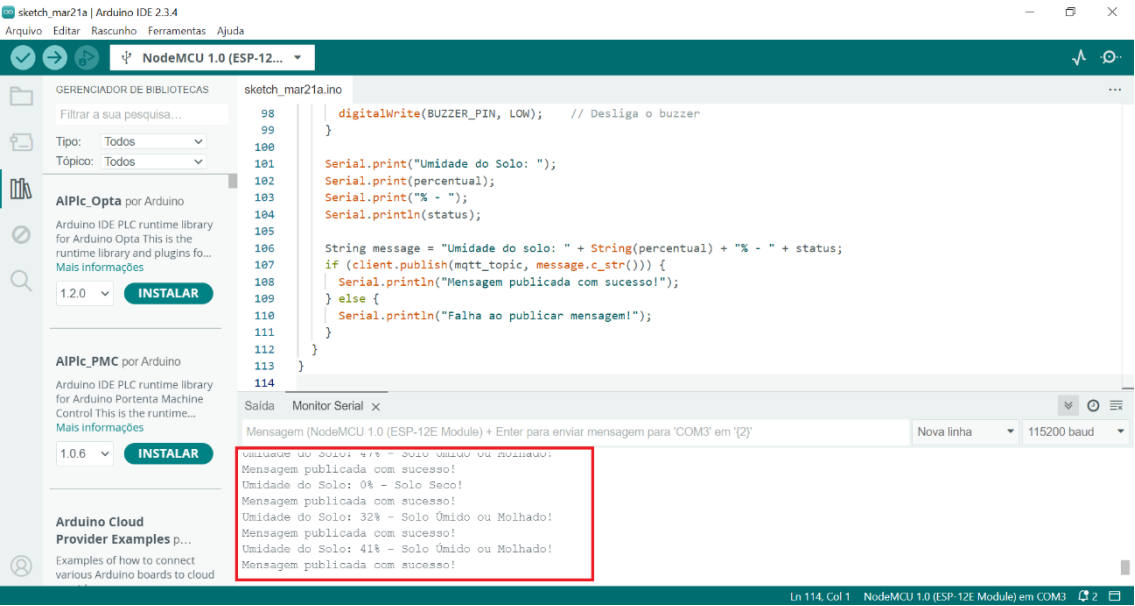 sketch_mar21a | Arduino IDE 2.3.4
Arquivo Editar Rascunho Ferramentas Ajuda
NodeMCU 1.0 (ESP-12...
GERENCIADOR DE BIBLIOTECAS
Filtrar a sua pesquisa...
Tipo: Todos
Tópico: Todos
AIPlc_Opta por Arduino
Arduino IDE PLC runtime library
for Arduino Opta This is the
runtime library and plugins fo...
Mais informações
1.2.0 INSTALAR
AIPlc_PMC por Arduino
Arduino IDE PLC runtime library
for Arduino Portenta Machine
Control This is the runtime...
Mais informações
1.0.6 INSTALAR
Arduino Cloud
Provider Examples p...
Examples of how to connect
various Arduino boards to cloud
sketch_mar21a.ino
98 digitalWrite(BUZZER_PIN, LOW); // Desliga o buzzer
99 }
100
101 Serial.print("Umidade do Solo: ");
102 Serial.print(percentual);
103 Serial.print("% - ");
104 Serial.println(status);
105
106 String message = "Umidade do solo: " + String(percentual) + "% - " + status;
107 if (client.publish(mqtt_topic, message.c_str())) {
108 Serial.println("Mensagem publicada com sucesso!");
109 } else {
110 Serial.println("Falha ao publicar mensagem!");
111 }
112 }
113 }
114
Saída Monitor Serial
Mensagem (NodeMCU 1.0 (ESP-12E Module) + Enter para enviar mensagem para 'COM3' em '{2}'
Nova linha 115200 baud
Umidade do Solo: 47% - Solo Úmido ou Molhado!
Mensagem publicada com sucesso!
Umidade do Solo: 0% - Solo Seco!
Mensagem publicada com sucesso!
Umidade do Solo: 32% - Solo Úmido ou Molhado!
Mensagem publicada com sucesso!
Umidade do Solo: 41% - Solo Úmido ou Molhado!
Mensagem publicada com sucesso!
Ln 114, Col 1 NodeMCU 1.0 (ESP-12E Module) em COM3 2